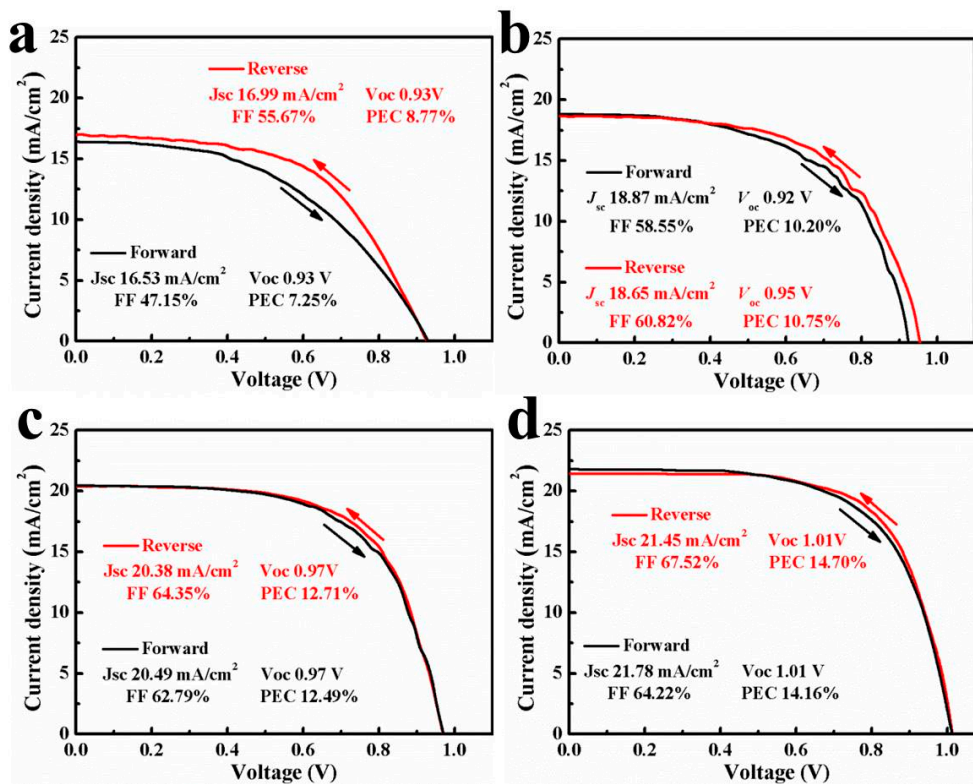 a
25
20
15
10
5
0
Current density (mA/cm²)
Reverse
Jsc 16.99 mA/cm² Voc 0.93V
FF 55.67% PEC 8.77%
Forward
Jsc 16.53 mA/cm² Voc 0.93 V
FF 47.15% PEC 7.25%
0.0 0.2 0.4 0.6 0.8 1.0
Voltage (V)
b
25
20
15
10
5
0
Current density (mA/cm²)
Forward
Jsc 18.87 mA/cm² Voc 0.92 V
FF 58.55% PEC 10.20%
Reverse
Jsc 18.65 mA/cm² Voc 0.95 V
FF 60.82% PEC 10.75%
0.0 0.2 0.4 0.6 0.8 1.0
Voltage (V)
c
25
20
15
10
5
0
Current density (mA/cm²)
Reverse
Jsc 20.38 mA/cm² Voc 0.97V
FF 64.35% PEC 12.71%
Forward
Jsc 20.49 mA/cm² Voc 0.97 V
FF 62.79% PEC 12.49%
0.0 0.2 0.4 0.6 0.8 1.0
Voltage (V)
d
25
20
15
10
5
0
Current density (mA/cm²)
Reverse
Jsc 21.45 mA/cm² Voc 1.01V
FF 67.52% PEC 14.70%
Forward
Jsc 21.78 mA/cm² Voc 1.01 V
FF 64.22% PEC 14.16%
0.0 0.2 0.4 0.6 0.8 1.0
Voltage (V)